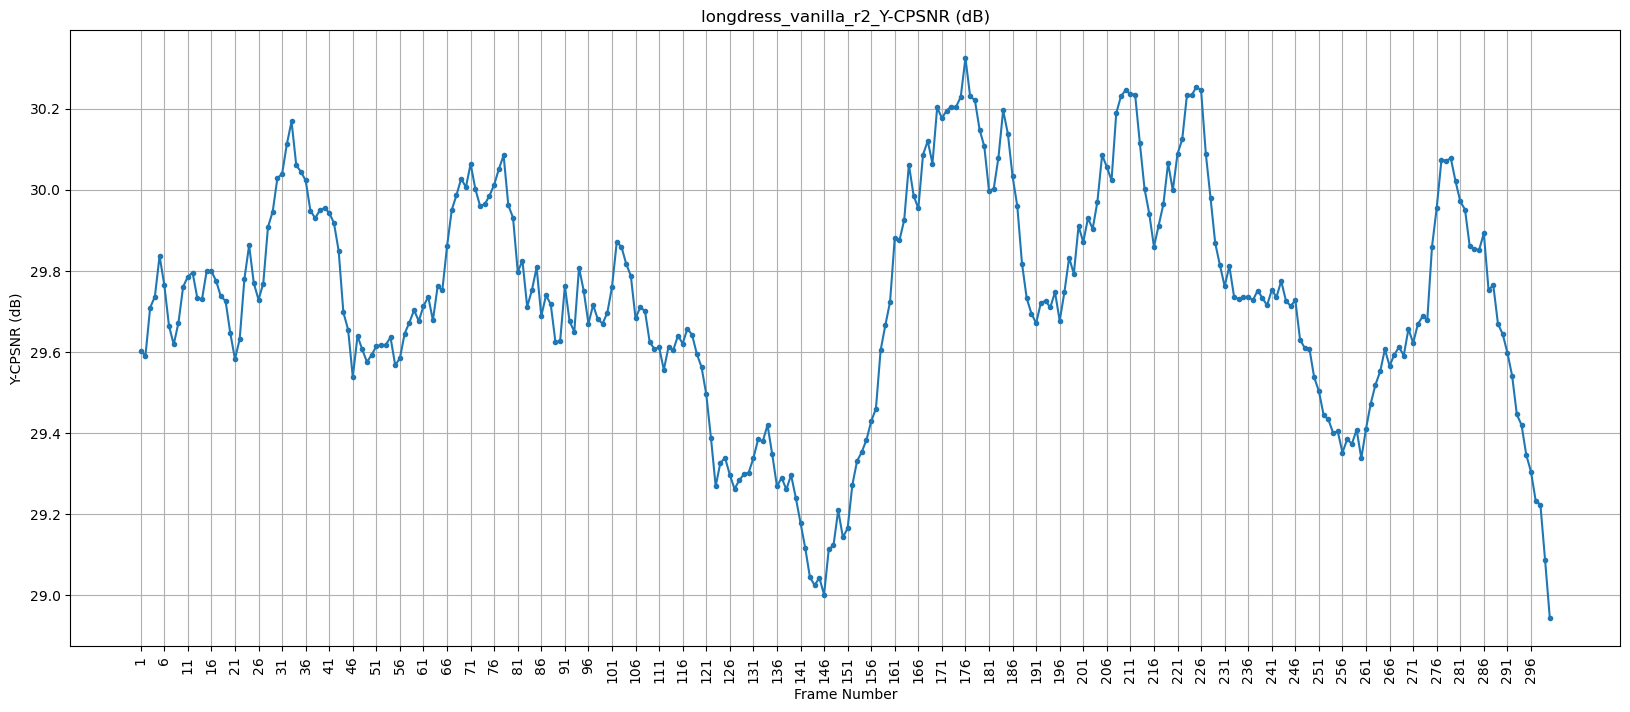 longdress_vanilla_r2_Y-CPSNR (dB)
Y-CPSNR (dB)
30.2
30.0
29.8
29.6
29.4
29.2
29.0
1 6 11 16 21 26 31 36 41 46 51 56 61 66 71 76 81 86 91 96 101 106 111 116 121 126 131 136 141 146 151 156 161 166 171 176 181 186 191 196 201 206 211 216 221 226 231 236 241 246 251 256 261 266 271 276 281 286 291 296
Frame Number